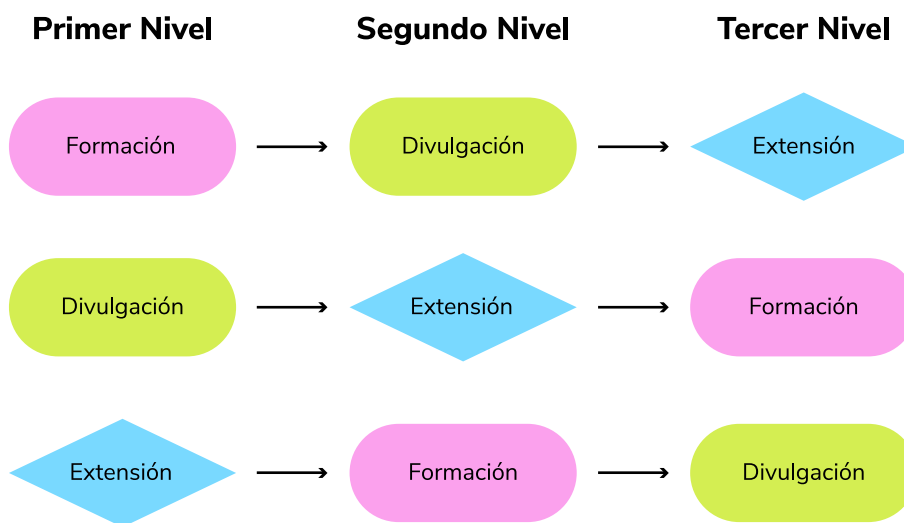 Primer Nivel Segundo Nivel Tercer Nivel
Formación Divulgación Extensión
Divulgación Extensión Formación
Extensión Formación Divulgación